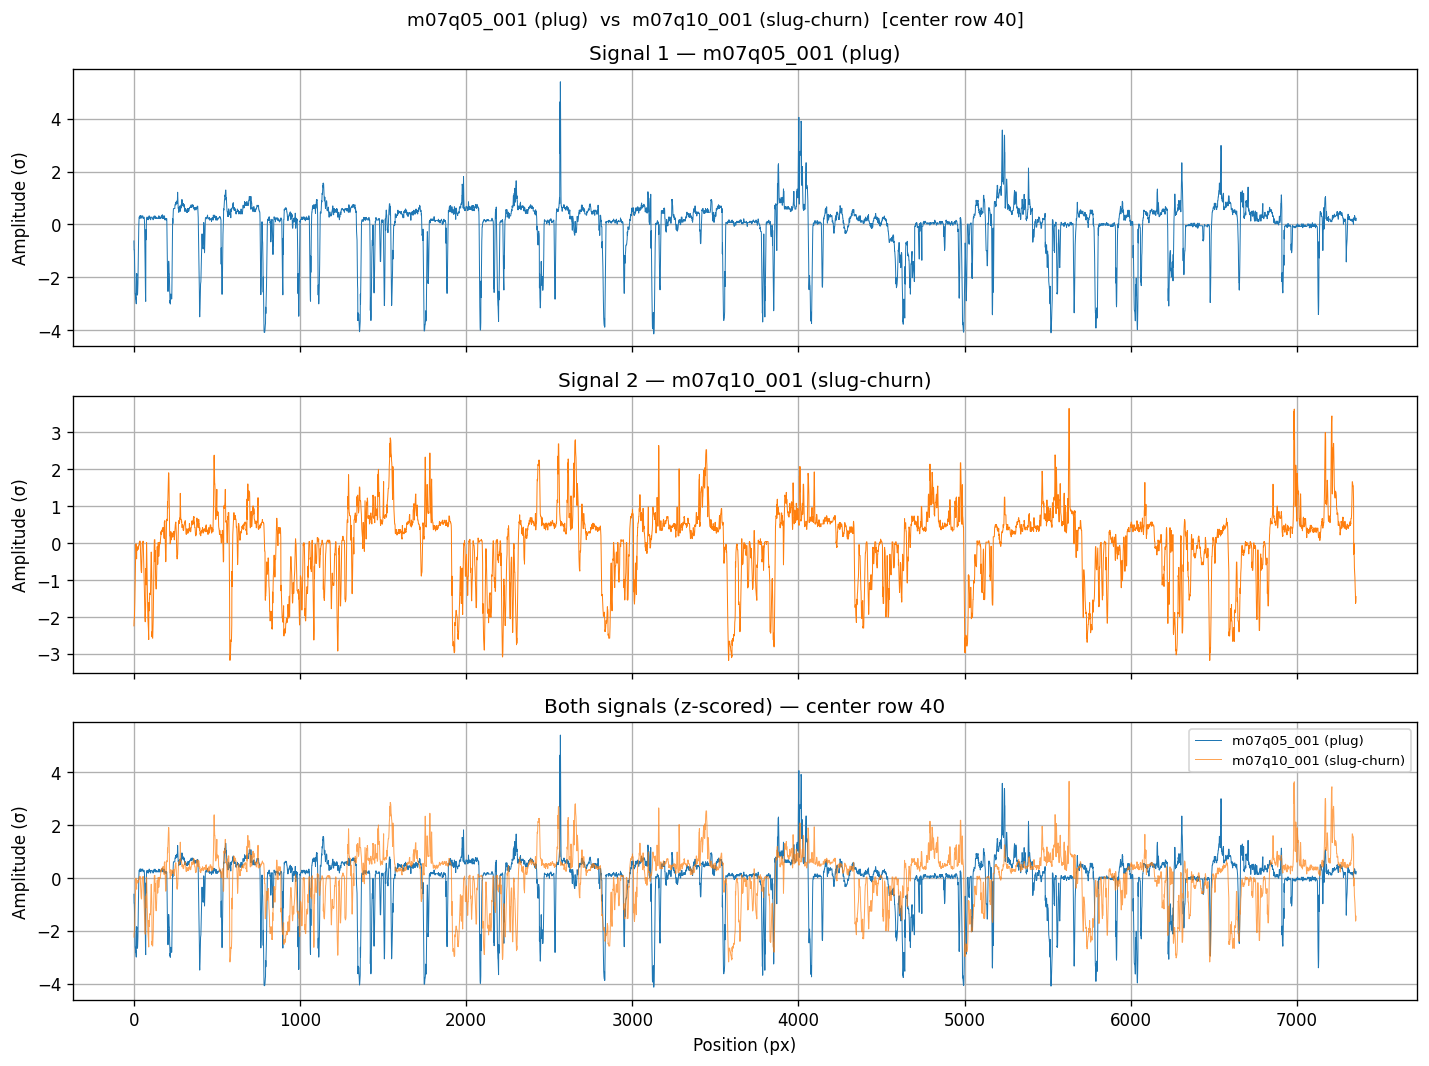 m07q05_001 (plug)  vs  m07q10_001 (slug-churn)  [center row 40]
Signal 1 — m07q05_001 (plug)
Amplitude (σ)
4
2
0
−2
−4
Signal 2 — m07q10_001 (slug-churn)
Amplitude (σ)
3
2
1
0
−1
−2
−3
Both signals (z-scored) — center row 40
m07q05_001 (plug)
m07q10_001 (slug-churn)
Amplitude (σ)
4
2
0
−2
−4
0 1000 2000 3000 4000 5000 6000 7000
Position (px)